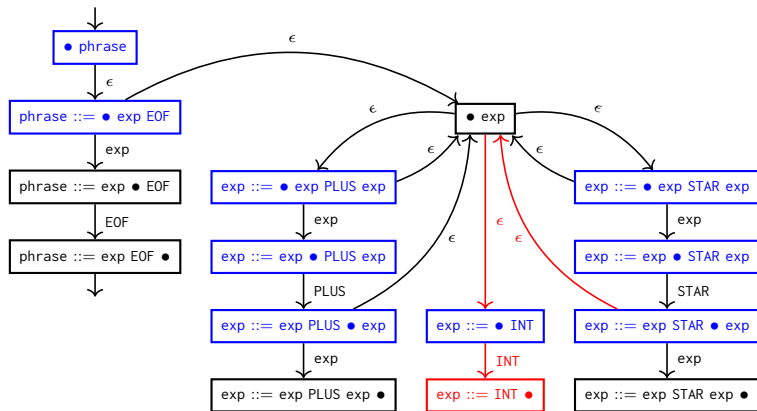 ● phrase
ϵ
ϵ
phrase ::= ● exp EOF
ϵ
● exp
ϵ
exp
ϵ
ϵ
phrase ::= exp ● EOF
exp ::= ● exp PLUS exp
exp ::= ● exp STAR exp
EOF
exp
ϵ
exp
phrase ::= exp EOF ●
exp ::= exp ● PLUS exp
ϵ
ϵ
exp ::= exp ● STAR exp
PLUS
STAR
exp ::= exp PLUS ● exp
exp ::= ● INT
exp ::= exp STAR ● exp
exp
INT
exp
exp ::= exp PLUS exp ●
exp ::= INT ●
exp ::= exp STAR exp ●